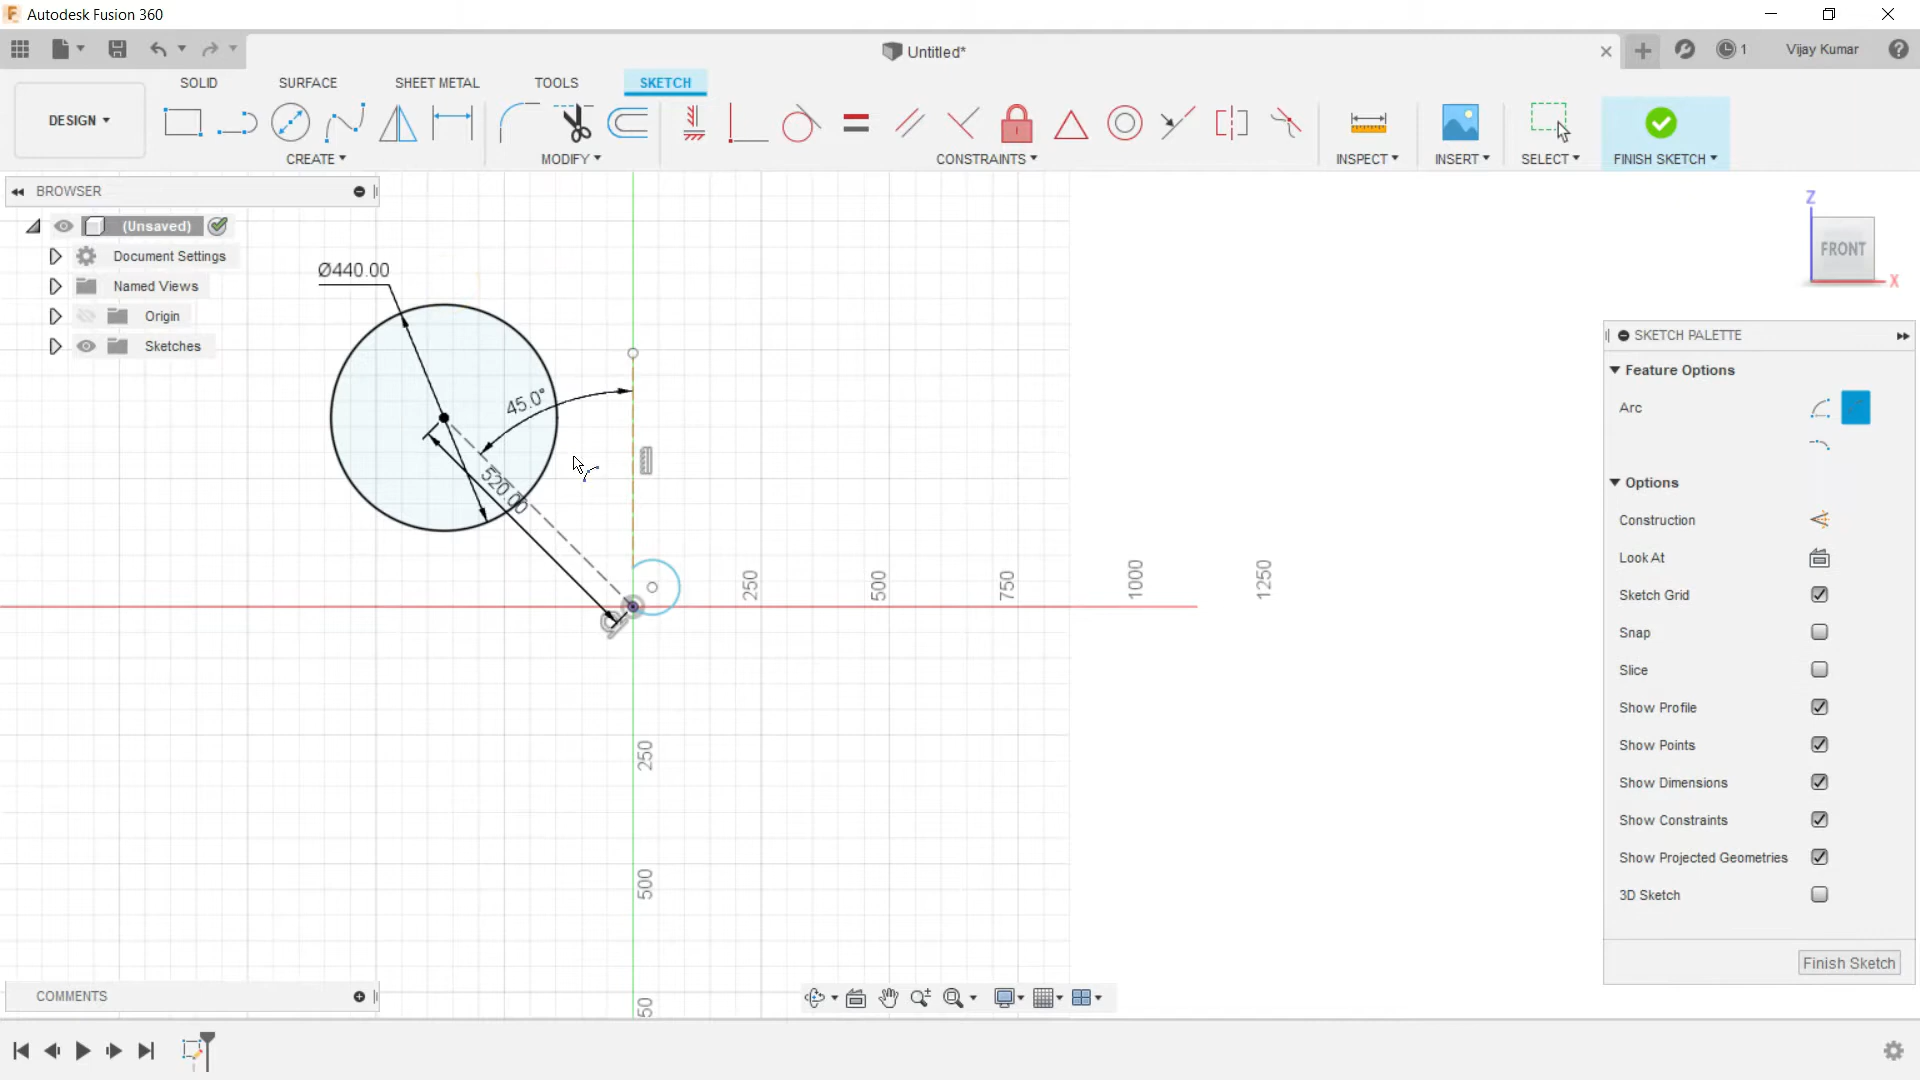 Autodesk Fusion 360
Untitled*
1
Vijay Kumar
SOLID
SURFACE
SHEET METAL
TOOLS
SKETCH
DESIGN
CREATE
MODIFY
CONSTRAINTS
INSPECT
INSERT
SELECT
FINISH SKETCH
BROWSER
(Unsaved)
Document Settings
Named Views
Origin
Sketches
Ø440.00
45.0°
520.00
250
500
750
1000
1250
250
500
50
Z
FRONT
X
SKETCH PALETTE
Feature Options
Arc
Options
Construction
Look At
Sketch Grid
Snap
Slice
Show Profile
Show Points
Show Dimensions
Show Constraints
Show Projected Geometries
3D Sketch
Finish Sketch
COMMENTS